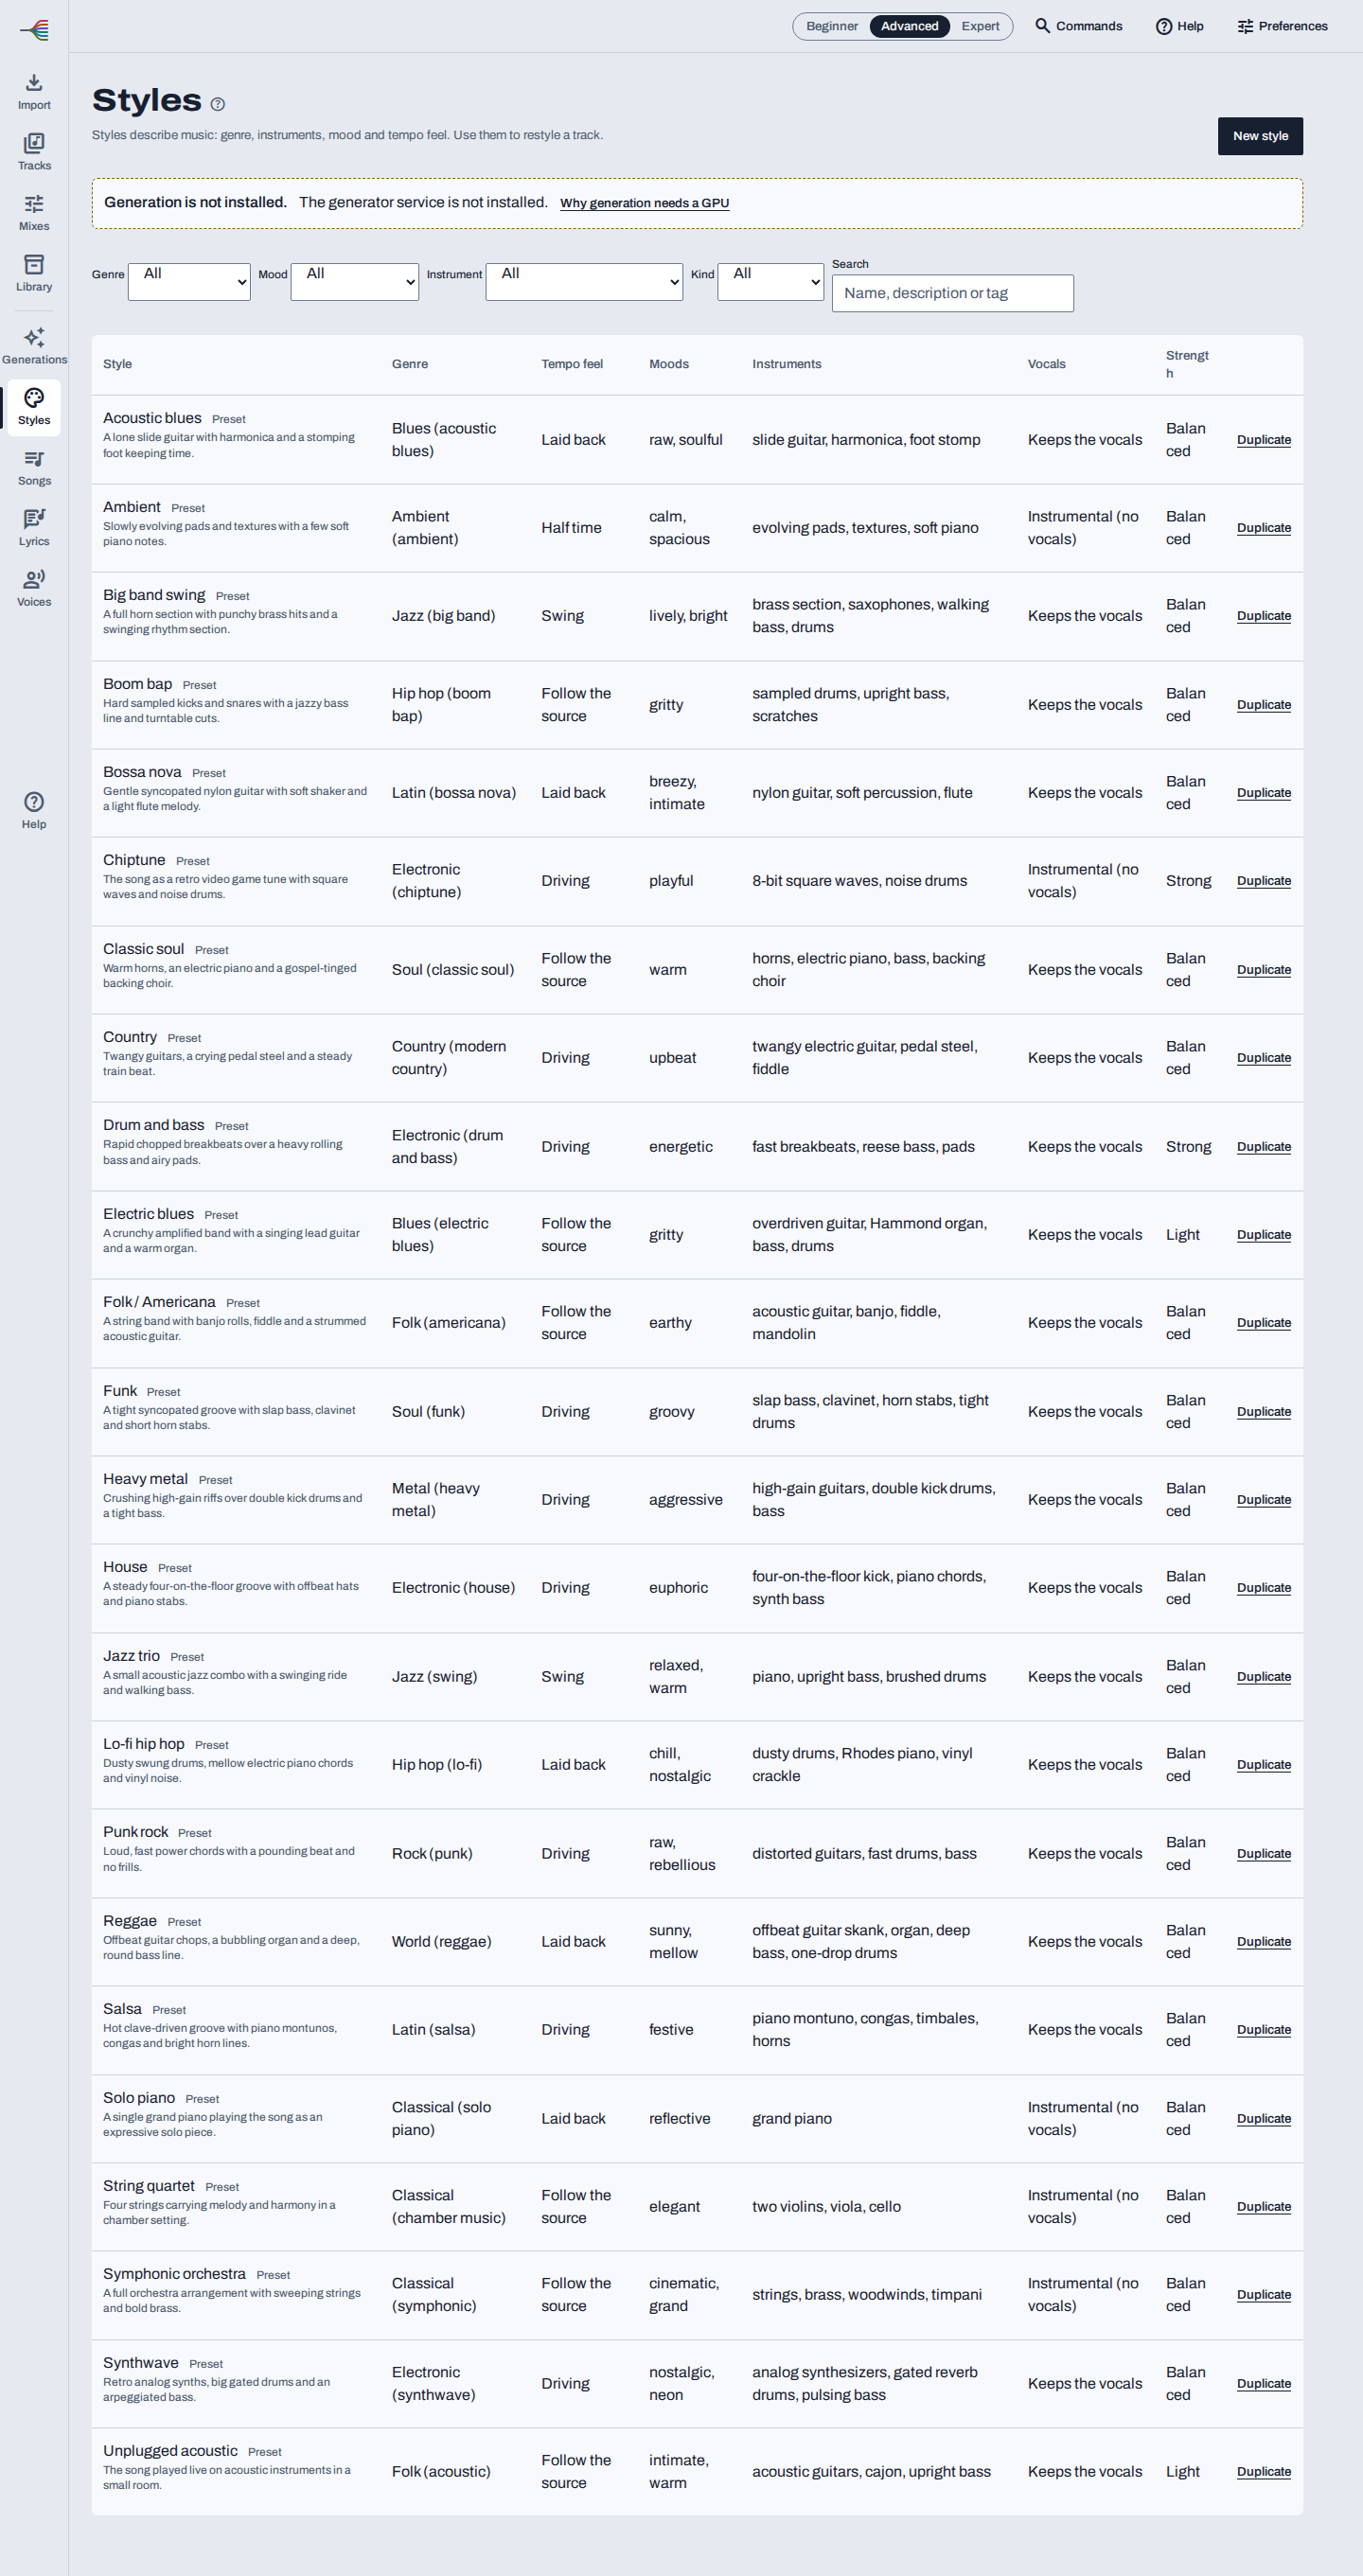 Beginner Advanced Expert Commands Help Preferences
Import
Tracks
Mixes
Library
Generations
Styles
Songs
Lyrics
Voices
Help
Styles
Styles describe music: genre, instruments, mood and tempo feel. Use them to restyle a track.
New style
Generation is not installed. The generator service is not installed. Why generation needs a GPU
Genre All Mood All Instrument All Kind All
Search
Name, description or tag
Style Genre Tempo feel Moods Instruments Vocals Strengt
h
Acoustic blues Preset
A lone slide guitar with harmonica and a stomping
foot keeping time.
Blues (acoustic
blues)
Laid back
raw, soulful
slide guitar, harmonica, foot stomp
Keeps the vocals
Balan
ced
Duplicate
Ambient Preset
Slowly evolving pads and textures with a few soft
piano notes.
Ambient
(ambient)
Half time
calm,
spacious
evolving pads, textures, soft piano
Instrumental (no
vocals)
Balan
ced
Duplicate
Big band swing Preset
A full horn section with punchy brass hits and a
swinging rhythm section.
Jazz (big band)
Swing
lively, bright
brass section, saxophones, walking
bass, drums
Keeps the vocals
Balan
ced
Duplicate
Boom bap Preset
Hard sampled kicks and snares with a jazzy bass
line and turntable cuts.
Hip hop (boom
bap)
Follow the
source
gritty
sampled drums, upright bass,
scratches
Keeps the vocals
Balan
ced
Duplicate
Bossa nova Preset
Gentle syncopated nylon guitar with soft shaker and
a light flute melody.
Latin (bossa nova)
Laid back
breezy,
intimate
nylon guitar, soft percussion, flute
Keeps the vocals
Balan
ced
Duplicate
Chiptune Preset
The song as a retro video game tune with square
waves and noise drums.
Electronic
(chiptune)
Driving
playful
8-bit square waves, noise drums
Instrumental (no
vocals)
Strong
Duplicate
Classic soul Preset
Warm horns, an electric piano and a gospel-tinged
backing choir.
Soul (classic soul)
Follow the
source
warm
horns, electric piano, bass, backing
choir
Keeps the vocals
Balan
ced
Duplicate
Country Preset
Twangy guitars, a crying pedal steel and a steady
train beat.
Country (modern
country)
Driving
upbeat
twangy electric guitar, pedal steel,
fiddle
Keeps the vocals
Balan
ced
Duplicate
Drum and bass Preset
Rapid chopped breakbeats over a heavy rolling
bass and airy pads.
Electronic (drum
and bass)
Driving
energetic
fast breakbeats, reese bass, pads
Keeps the vocals
Strong
Duplicate
Electric blues Preset
A crunchy amplified band with a singing lead guitar
and a warm organ.
Blues (electric
blues)
Follow the
source
gritty
overdriven guitar, Hammond organ,
bass, drums
Keeps the vocals
Light
Duplicate
Folk / Americana Preset
A string band with banjo rolls, fiddle and a strummed
acoustic guitar.
Folk (americana)
Follow the
source
earthy
acoustic guitar, banjo, fiddle,
mandolin
Keeps the vocals
Balan
ced
Duplicate
Funk Preset
A tight syncopated groove with slap bass, clavinet
and short horn stabs.
Soul (funk)
Driving
groovy
slap bass, clavinet, horn stabs, tight
drums
Keeps the vocals
Balan
ced
Duplicate
Heavy metal Preset
Crushing high-gain riffs over double kick drums and
a tight bass.
Metal (heavy
metal)
Driving
aggressive
high-gain guitars, double kick drums,
bass
Keeps the vocals
Balan
ced
Duplicate
House Preset
A steady four-on-the-floor groove with offbeat hats
and piano stabs.
Electronic (house)
Driving
euphoric
four-on-the-floor kick, piano chords,
synth bass
Keeps the vocals
Balan
ced
Duplicate
Jazz trio Preset
A small acoustic jazz combo with a swinging ride
and walking bass.
Jazz (swing)
Swing
relaxed,
warm
piano, upright bass, brushed drums
Keeps the vocals
Balan
ced
Duplicate
Lo-fi hip hop Preset
Dusty swung drums, mellow electric piano chords
and vinyl noise.
Hip hop (lo-fi)
Laid back
chill,
nostalgic
dusty drums, Rhodes piano, vinyl
crackle
Keeps the vocals
Balan
ced
Duplicate
Punk rock Preset
Loud, fast power chords with a pounding beat and
no frills.
Rock (punk)
Driving
raw,
rebellious
distorted guitars, fast drums, bass
Keeps the vocals
Balan
ced
Duplicate
Reggae Preset
Offbeat guitar chops, a bubbling organ and a deep,
round bass line.
World (reggae)
Laid back
sunny,
mellow
offbeat guitar skank, organ, deep
bass, one-drop drums
Keeps the vocals
Balan
ced
Duplicate
Salsa Preset
Hot clave-driven groove with piano montunos,
congas and bright horn lines.
Latin (salsa)
Driving
festive
piano montuno, congas, timbales,
horns
Keeps the vocals
Balan
ced
Duplicate
Solo piano Preset
A single grand piano playing the song as an
expressive solo piece.
Classical (solo
piano)
Laid back
reflective
grand piano
Instrumental (no
vocals)
Balan
ced
Duplicate
String quartet Preset
Four strings carrying melody and harmony in a
chamber setting.
Classical
(chamber music)
Follow the
source
elegant
two violins, viola, cello
Instrumental (no
vocals)
Balan
ced
Duplicate
Symphonic orchestra Preset
A full orchestra arrangement with sweeping strings
and bold brass.
Classical
(symphonic)
Follow the
source
cinematic,
grand
strings, brass, woodwinds, timpani
Instrumental (no
vocals)
Balan
ced
Duplicate
Synthwave Preset
Retro analog synths, big gated drums and an
arpeggiated bass.
Electronic
(synthwave)
Driving
nostalgic,
neon
analog synthesizers, gated reverb
drums, pulsing bass
Keeps the vocals
Balan
ced
Duplicate
Unplugged acoustic Preset
The song played live on acoustic instruments in a
small room.
Folk (acoustic)
Follow the
source
intimate,
warm
acoustic guitars, cajon, upright bass
Keeps the vocals
Light
Duplicate